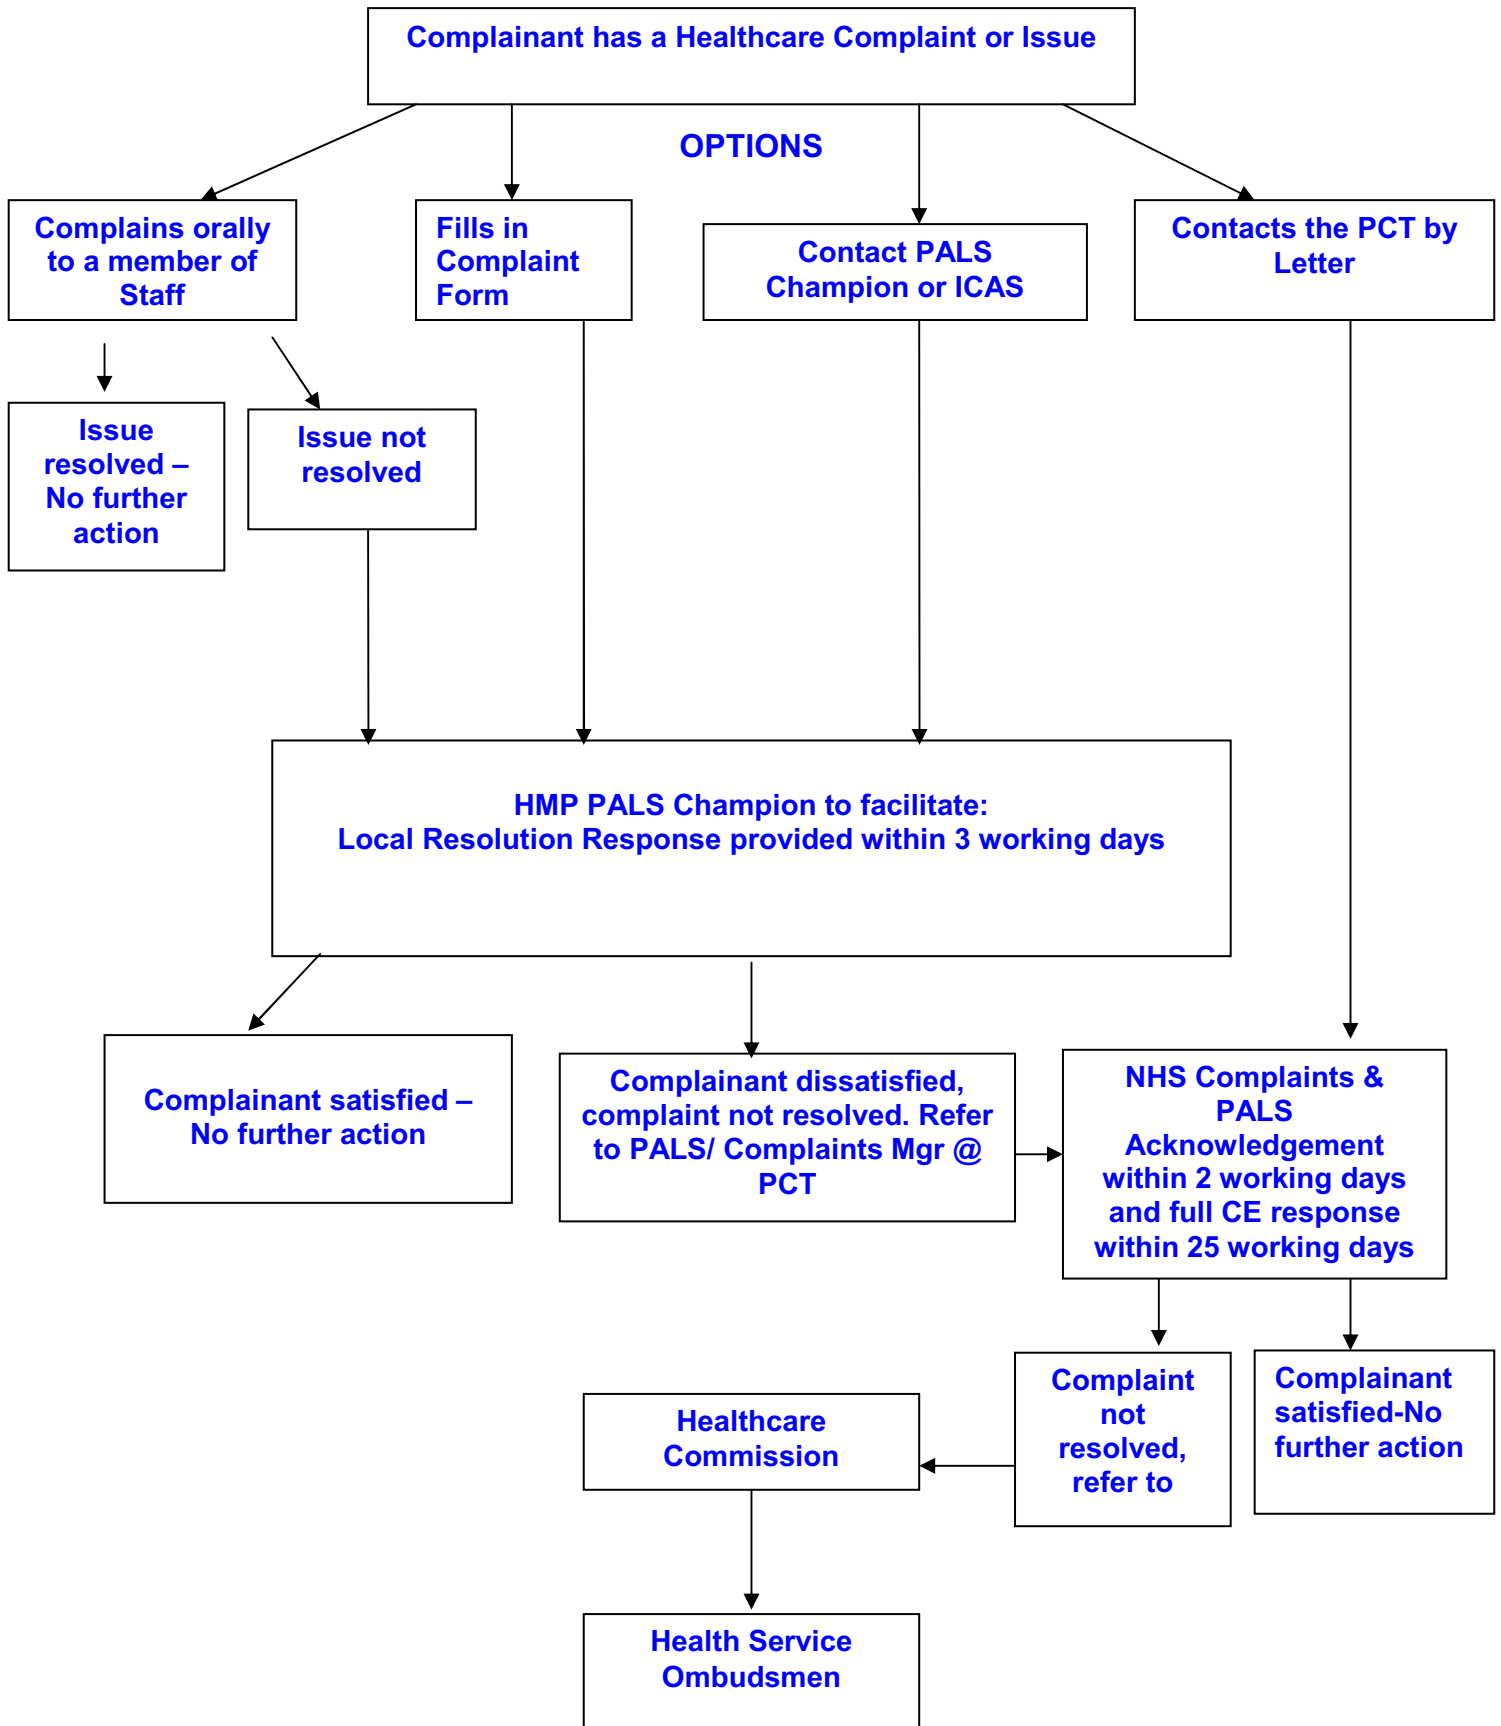 Complainant has a Healthcare Complaint or Issue
OPTIONS
Complains orally
to a member of
Staff
Fills in
Complaint
Form
Contact PALS
Champion or ICAS
Contacts the PCT by
Letter
Issue
resolved –
No further
action
Issue not
resolved
HMP PALS Champion to facilitate:
Local Resolution Response provided within 3 working days
Complainant satisfied –
No further action
Complainant dissatisfied,
complaint not resolved. Refer
to PALS/ Complaints Mgr @
PCT
NHS Complaints &
PALS
Acknowledgement
within 2 working days
and full CE response
within 25 working days
Complaint
not
resolved,
refer to
Complainant
satisfied-No
further action
Healthcare
Commission
Health Service
Ombudsmen